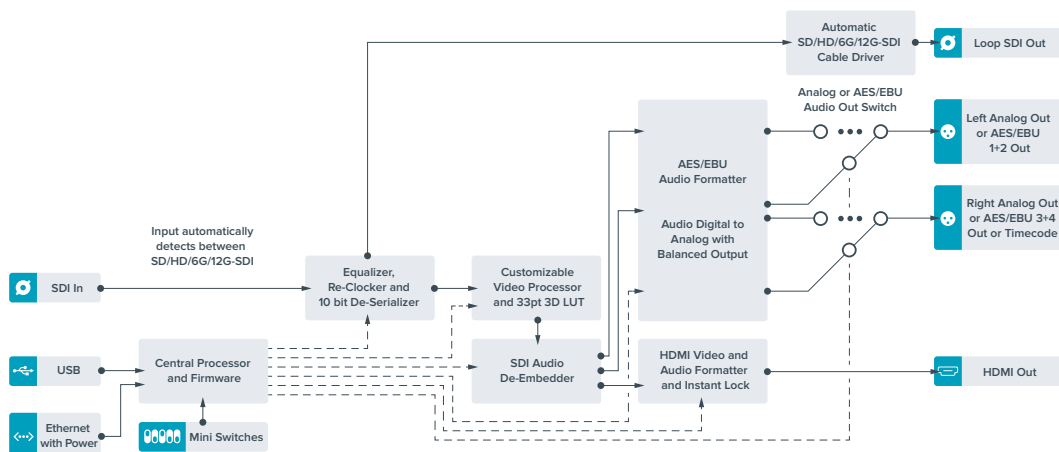 Automatic
SD/HD/6G/12G-SDI
Cable Driver
Loop SDI Out
Analog or AES/EBU
Audio Out Switch
Left Analog Out
or AES/EBU
1+2 Out
AES/EBU
Audio Formatter
Right Analog Out
or AES/EBU 3+4
Out or Timecode
Audio Digital to
Analog with
Balanced Output
Input automatically
detects between
SD/HD/6G/12G-SDI
SDI In
Equalizer,
Re-Clocker and
10 bit De-Serializer
Customizable
Video Processor
and 33pt 3D LUT
USB
Central Processor
and Firmware
SDI Audio
De-Embedder
HDMI Video and
Audio Formatter
and Instant Lock
HDMI Out
Ethernet
with Power
Mini Switches